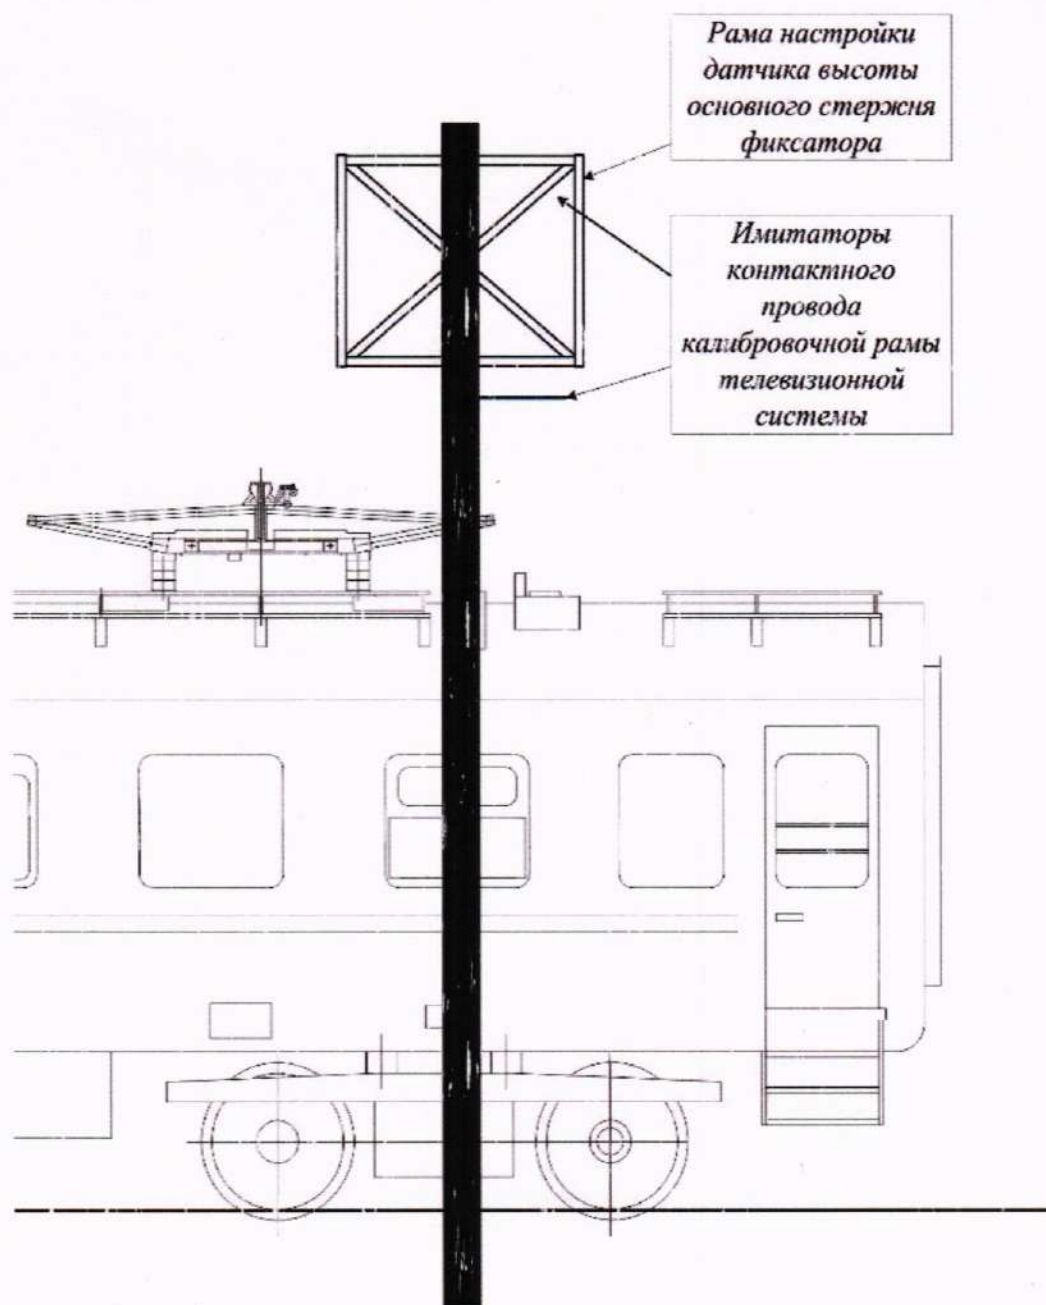 Рама настройки
датчика высоты
основного стержня
фиксатора
Имитаторы
контактного
провода
калибровочной рамы
телевизионной
системы